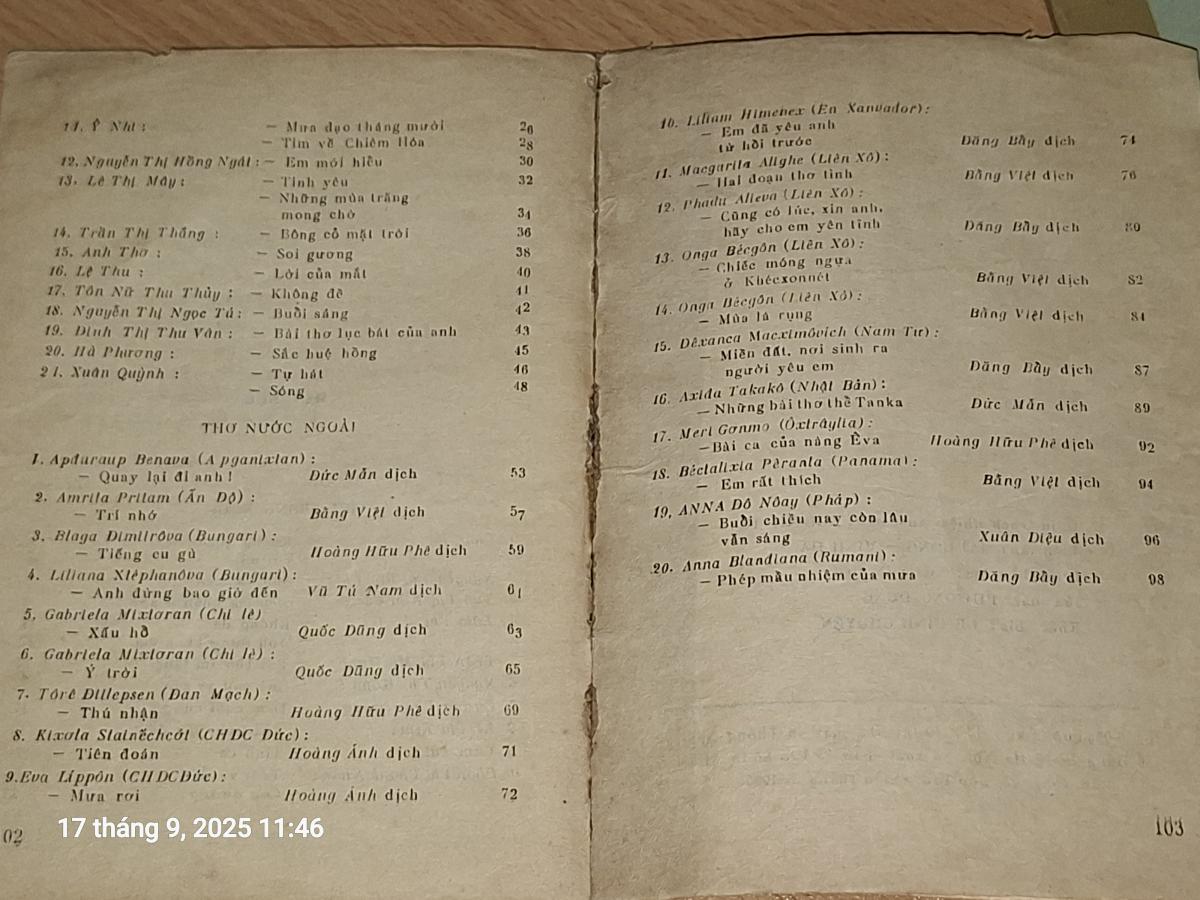 11. Ý Nhi : — Mưa dạo tháng mười 26
— Tìm về Chiêm Hóa 28
12. Nguyễn Thị Hồng Ngát : — Em mới hiểu 30
13. Lê Thị Mây : — Tình yêu 32
— Những mùa trăng
mong chờ 34
14. Trần Thị Thắng : — Bông cỏ mặt trời 36
15. Anh Thơ : — Soi gương 38
16. Lệ Thu : — Lời của mắt 40
17. Tôn Nữ Thu Thủy : — Không đề 41
18. Nguyễn Thị Ngọc Tú : — Buổi sáng 42
19. Đinh Thị Thu Vân : — Bài thơ lục bát của anh 43
20. Hà Phương : — Sắc huệ hồng 45
21. Xuân Quỳnh : — Tự hát 46
— Sóng 48
THƠ NƯỚC NGOÀI
1. Apđuraup Benava (Apganixtan) :
— Quay lại đi anh ! Đức Mẫn dịch 53
2. Amrita Pritam (Ấn Độ) :
— Trí nhớ Bằng Việt dịch 57
3. Blaga Đimitrôva (Bungari) :
— Tiếng cu gù Hoàng Hữu Phê dịch 59
4. Liliana Xtêphanôva (Bungari) :
— Anh đừng bao giờ đến Vũ Tú Nam dịch 61
5. Gabriela Mixtơran (Chi lê)
— Xấu hổ Quốc Dũng dịch 63
6. Gabriela Mixtơran (Chi lê) :
— Ý trời Quốc Dũng dịch 65
7. Tôrê Đitlepsen (Đan Mạch) :
— Thú nhận Hoàng Hữu Phê dịch 69
8. Kixơla Stainêchcớt (CHDC Đức) :
— Tiên đoán Hoàng Ánh dịch 71
9. Eva Lippôn (CHDC Đức) :
— Mưa rơi Hoàng Ánh dịch 72
02
17 tháng 9, 2025 11:46
10. Liliam Himenex (En Xanvađor) :
— Em đã yêu anh
từ hồi trước Đăng Bẩy dịch 74
11. Macgarita Alighe (Liên Xô) :
— Hai đoạn thơ tình Bằng Việt dịch 76
12. Phadu Alieva (Liên Xô) :
— Cũng có lúc, xin anh,
hãy cho em yên tĩnh Đăng Bẩy dịch 80
13. Onga Bécgôn (Liên Xô) :
— Chiếc móng ngựa
ở Khécxonnét Bằng Việt dịch 82
14. Onga Bécgôn (Liên Xô) :
— Mùa lá rụng Bằng Việt dịch 84
15. Đêxanca Macximôvich (Nam Tư) :
— Miền đất, nơi sinh ra
người yêu em Đăng Bẩy dịch 87
16. Axiđa Takakô (Nhật Bản) :
— Những bài thơ thể Tanka Đức Mẫn dịch 89
17. Meri Gơnmo (Ôxtrâylia) :
— Bài ca của nàng Êva Hoàng Hữu Phê dịch 92
18. Béctalixia Pêranta (Panama) :
— Em rất thích Bằng Việt dịch 94
19, ANNA Đô Nôay (Pháp) :
— Buổi chiều nay còn lâu
vẫn sáng Xuân Diệu dịch 96
20. Anna Blandiana (Rumani) :
— Phép mầu nhiệm của mưa Đăng Bẩy dịch 98
103